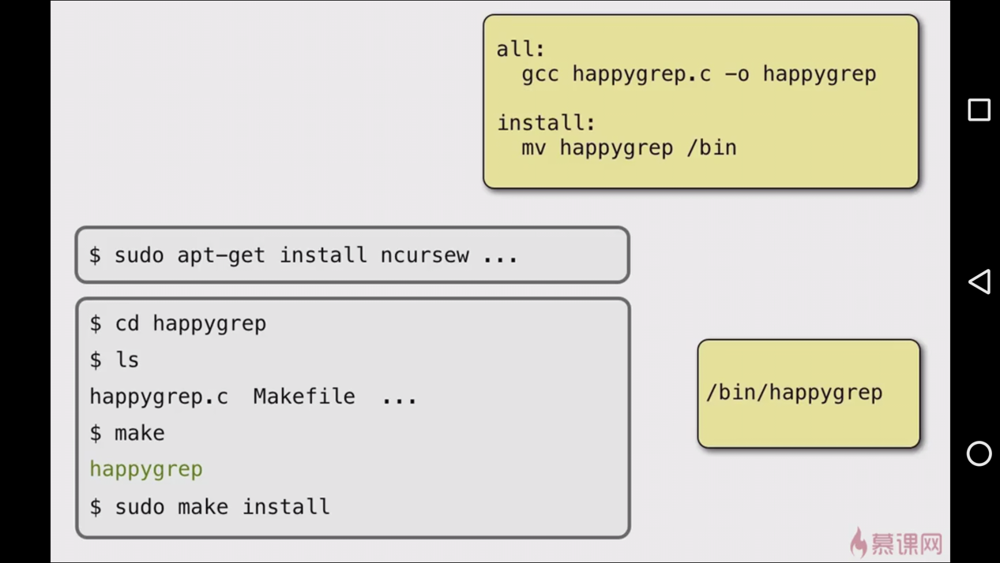 all:
gcc happygrep.c -o happygrep
install:
mv happygrep /bin
$ sudo apt-get install ncursew ...
$ cd happygrep
$ ls
happygrep.c Makefile ...
$ make
happygrep
$ sudo make install
/bin/happygrep
慕课网